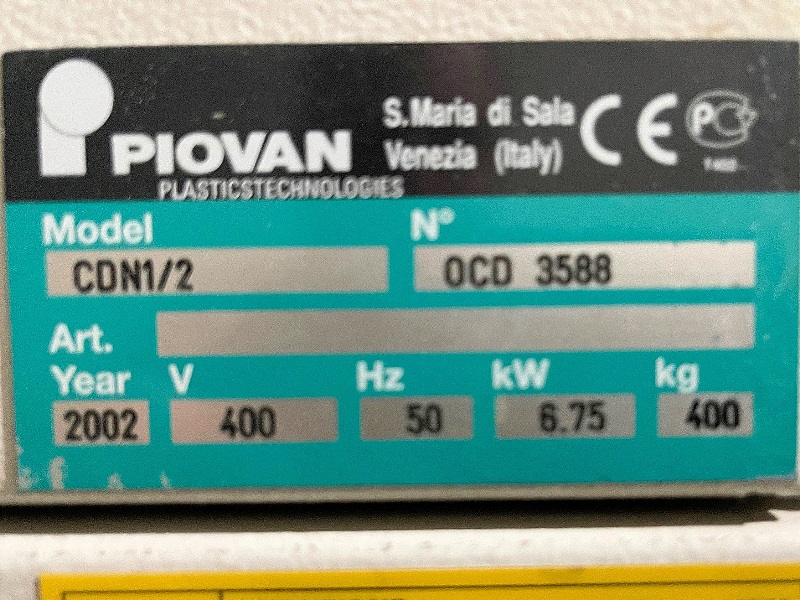 PIOVAN
PLASTICSTECHNOLOGIES
S.Maria di Sala
Venezia (Italy)
CE
PC
Model N°
CDN1/2 OCD 3588
Art.
Year V Hz kW kg
2002 400 50 6.75 400